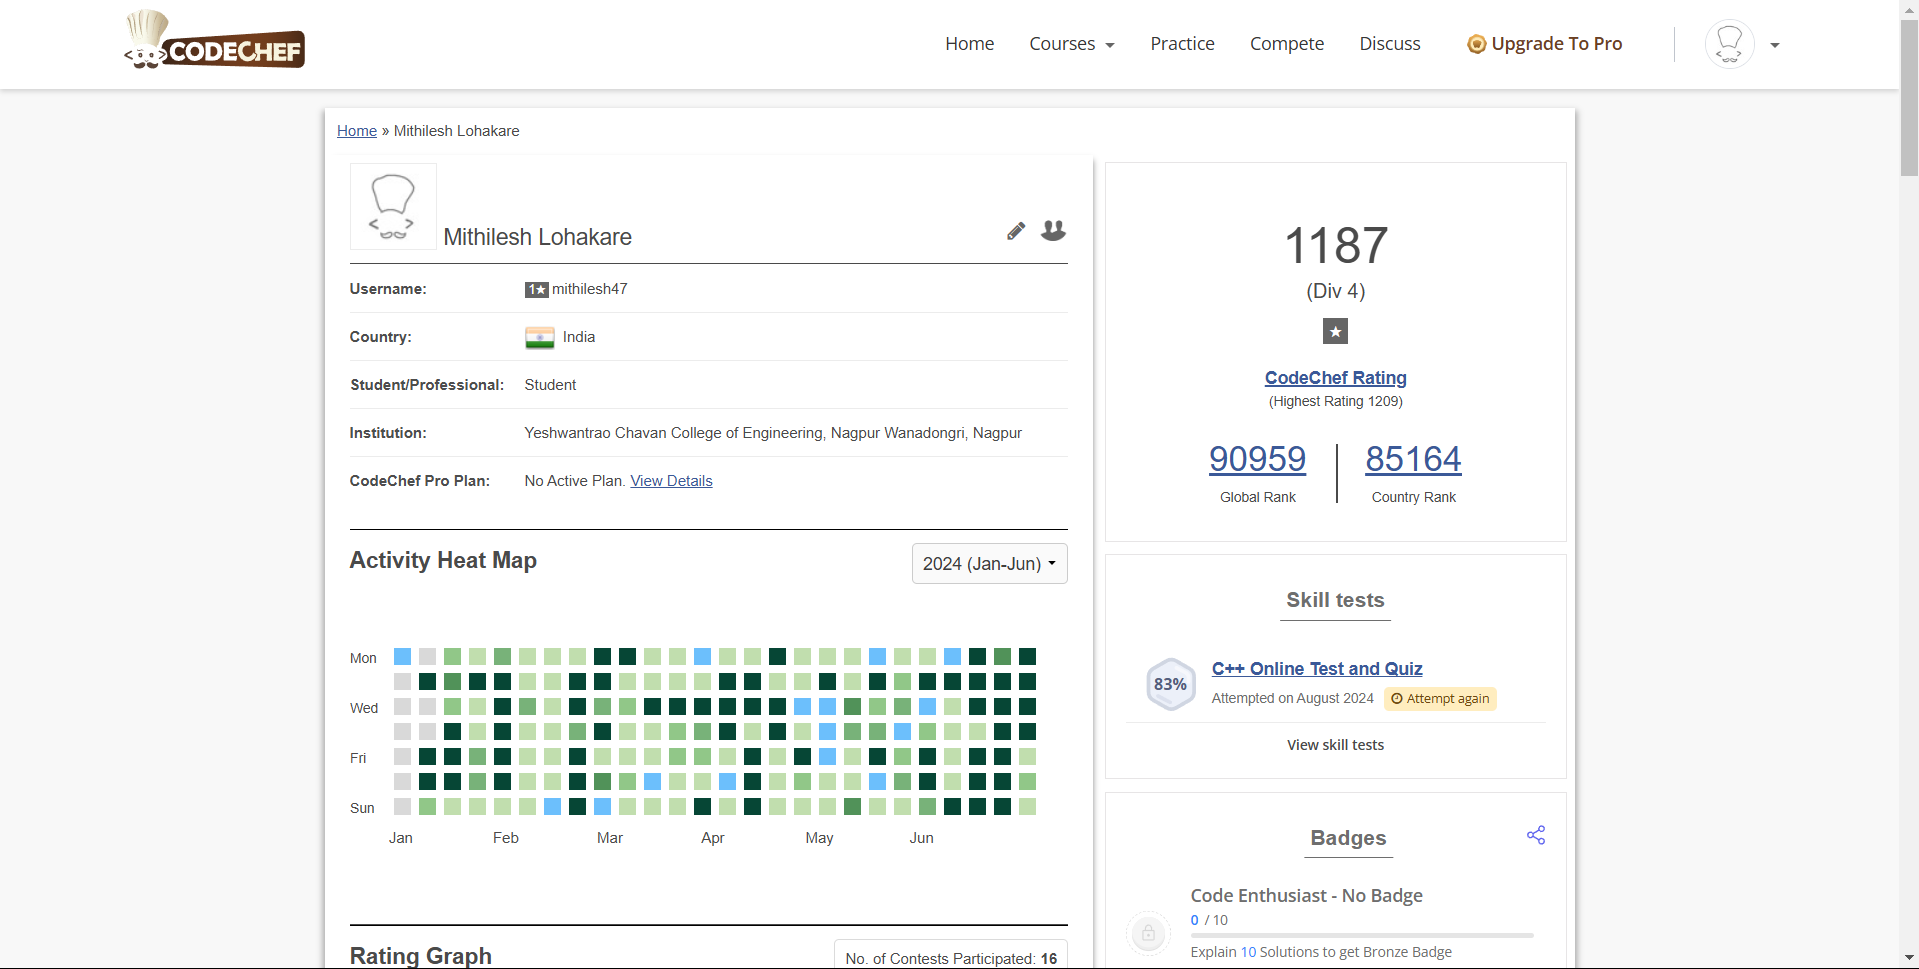 CODECHEF
Home Courses Practice Compete Discuss Upgrade To Pro
Home » Mithilesh Lohakare
Mithilesh Lohakare
Username: 1★ mithilesh47
Country: India
Student/Professional: Student
Institution: Yeshwantrao Chavan College of Engineering, Nagpur Wanadongri, Nagpur
CodeChef Pro Plan: No Active Plan. View Details
Activity Heat Map
2024 (Jan-Jun)
Mon
Wed
Fri
Sun
Jan Feb Mar Apr May Jun
Rating Graph
No. of Contests Participated: 16
1187
(Div 4)
★
CodeChef Rating
(Highest Rating 1209)
90959 85164
Global Rank Country Rank
Skill tests
83%
C++ Online Test and Quiz
Attempted on August 2024 Attempt again
View skill tests
Badges
Code Enthusiast - No Badge
0 / 10
Explain 10 Solutions to get Bronze Badge